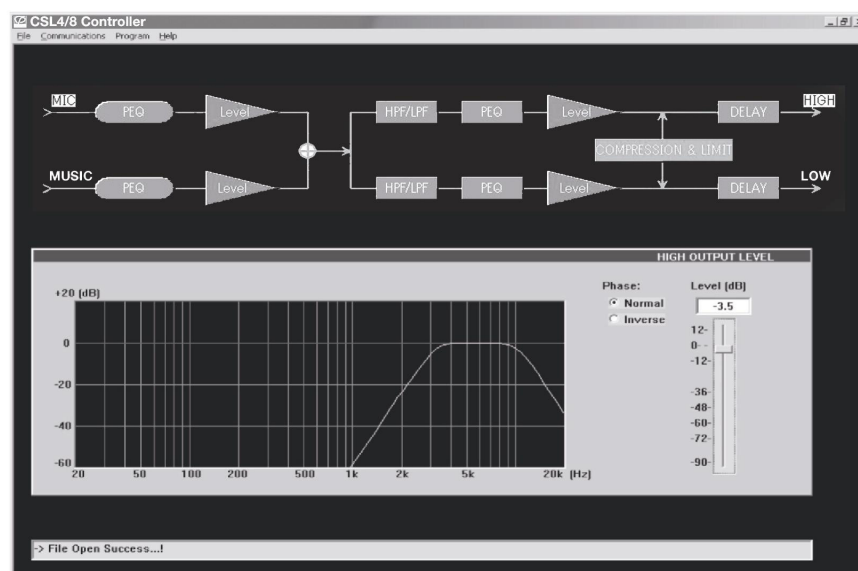 CSL4/8 Controller
File Communications Program Help
MIC PEQ Level HPF/LPF PEQ Level DELAY HIGH
COMPRESSION & LIMIT
MUSIC PEQ Level HPF/LPF PEQ Level DELAY LOW
HIGH OUTPUT LEVEL
+20 (dB)
0
-20
-40
-60
20 50 100 200 500 1k 2k 5k 20k (Hz)
Phase:
Normal
Inverse
Level (dB)
-3.5
12-
0--
-12-
-36-
-48-
-60-
-72-
-90-
-> File Open Success...!